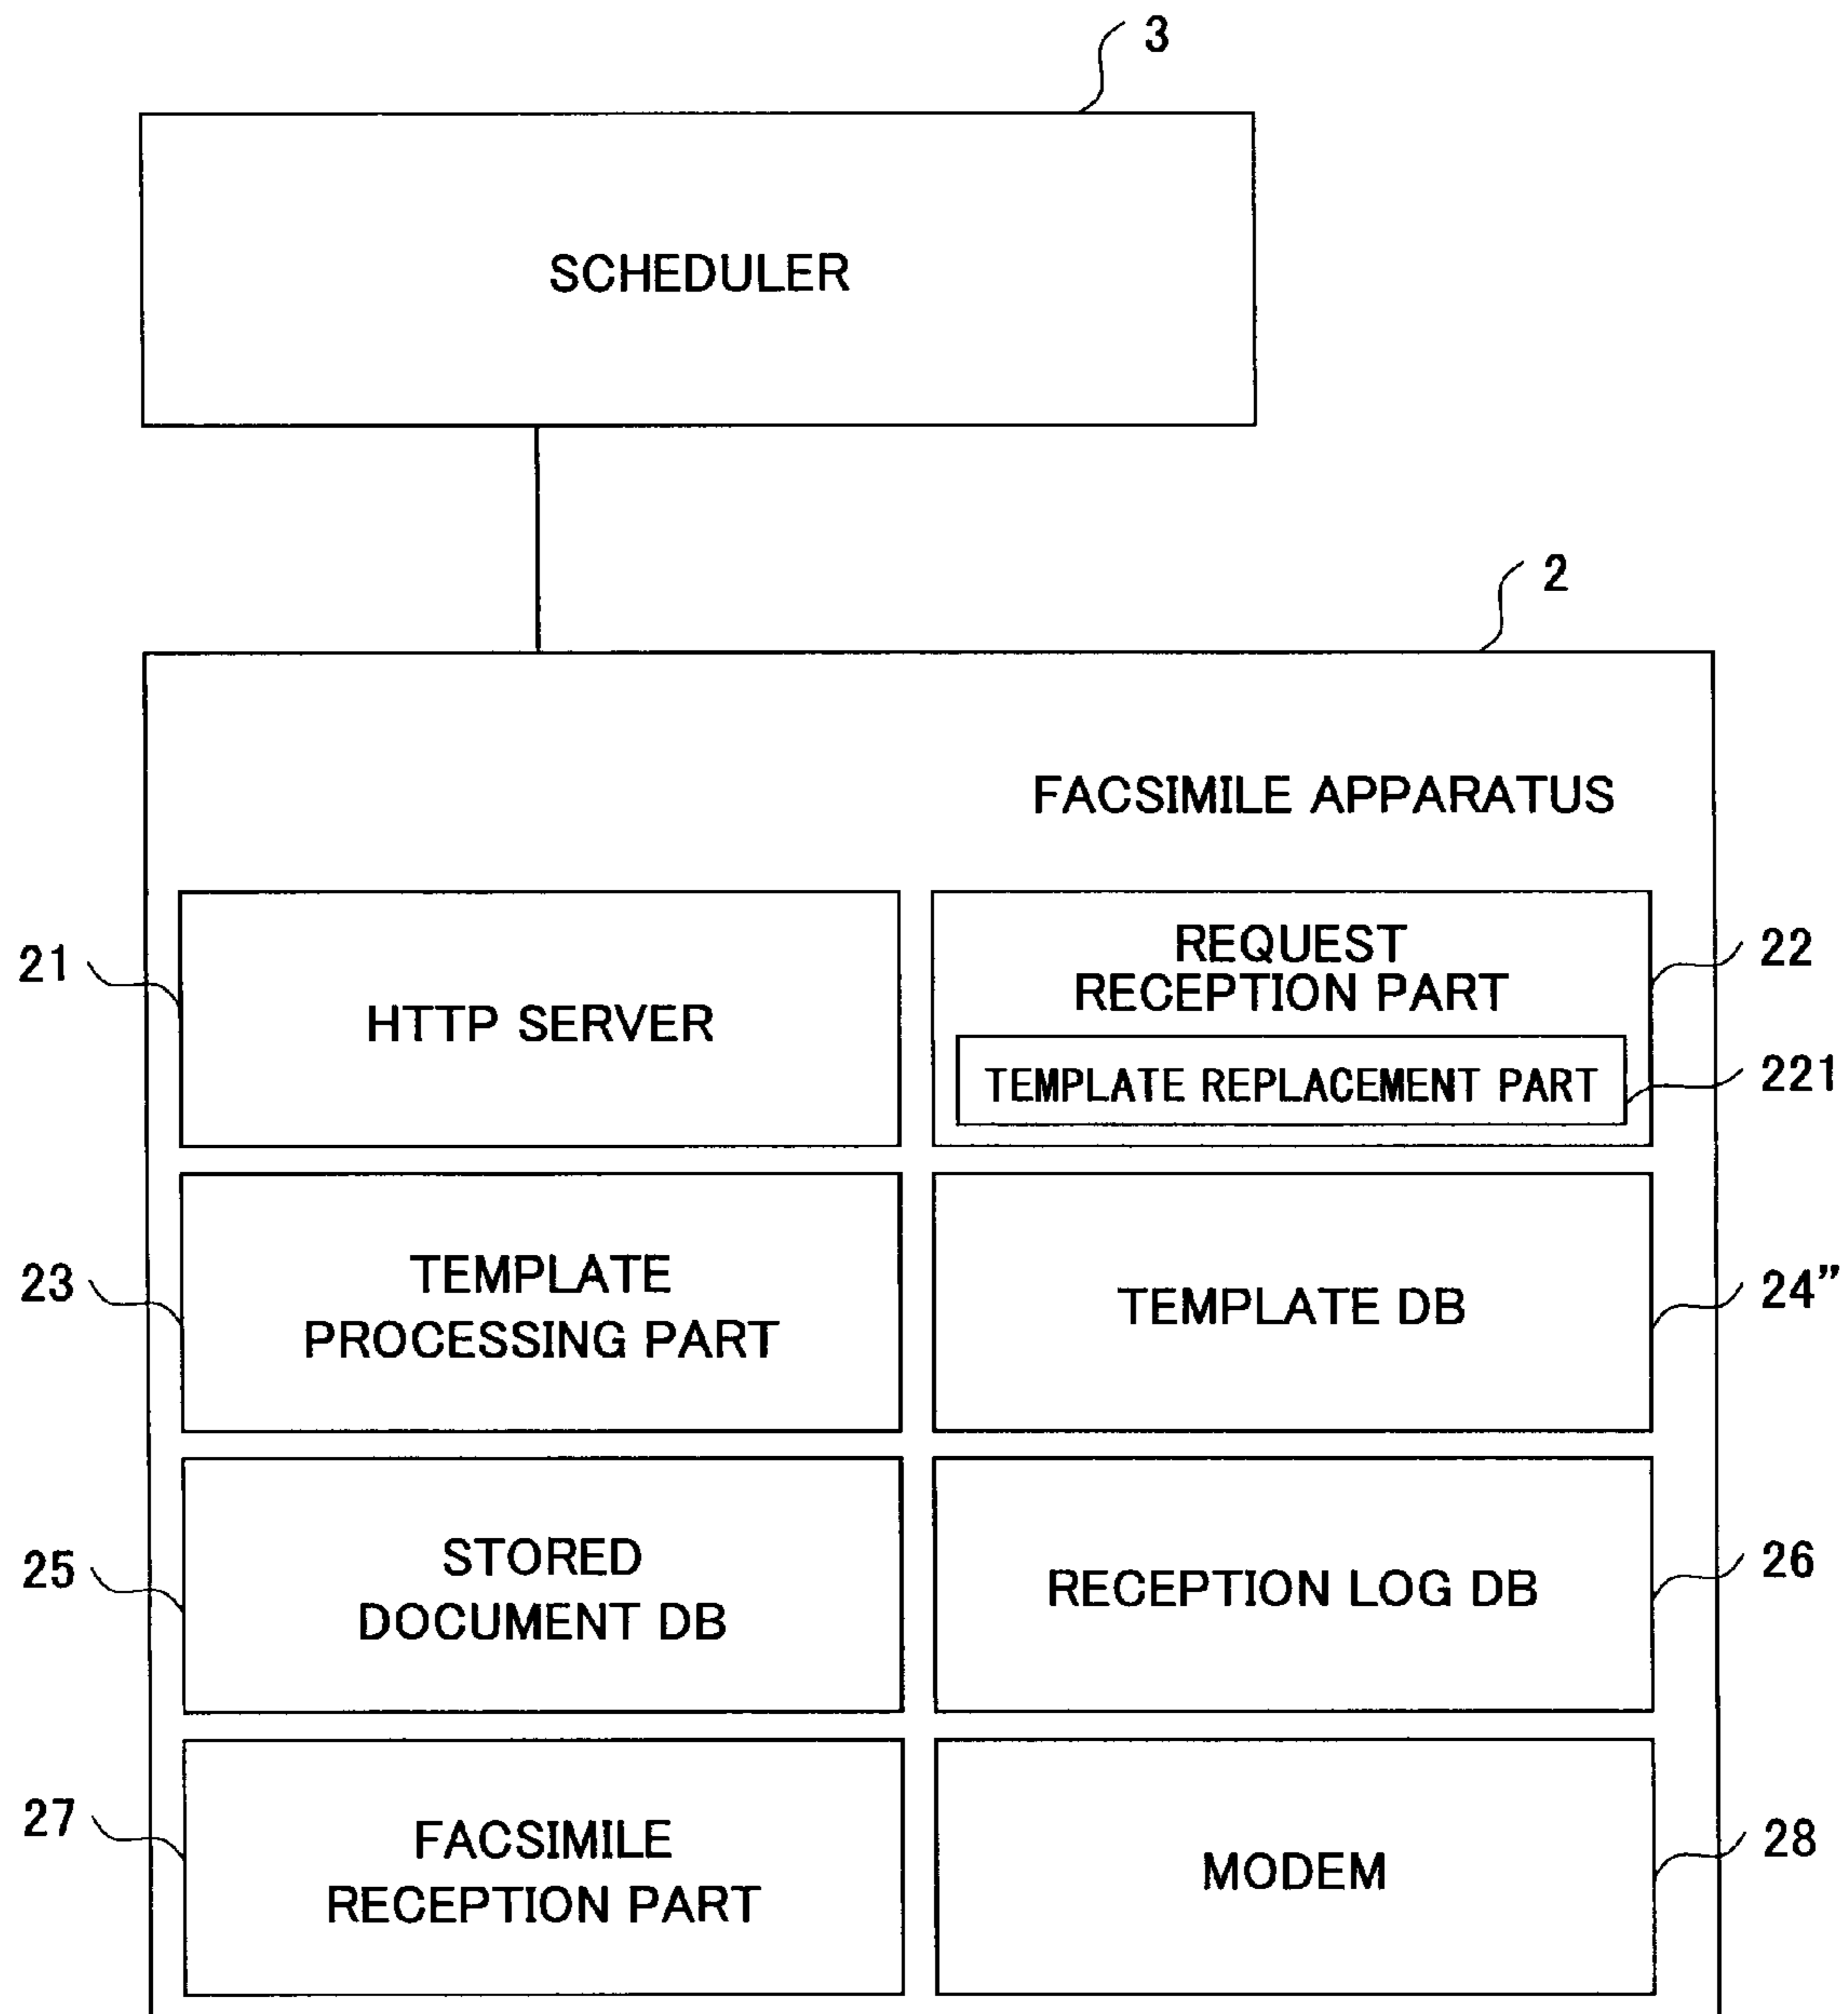 3
SCHEDULER
2
FACSIMILE APPARATUS
21
HTTP SERVER
REQUEST
RECEPTION PART
22
TEMPLATE REPLACEMENT PART
221
23
TEMPLATE
PROCESSING PART
TEMPLATE DB
24”
25
STORED
DOCUMENT DB
RECEPTION LOG DB
26
27
FACSIMILE
RECEPTION PART
MODEM
28